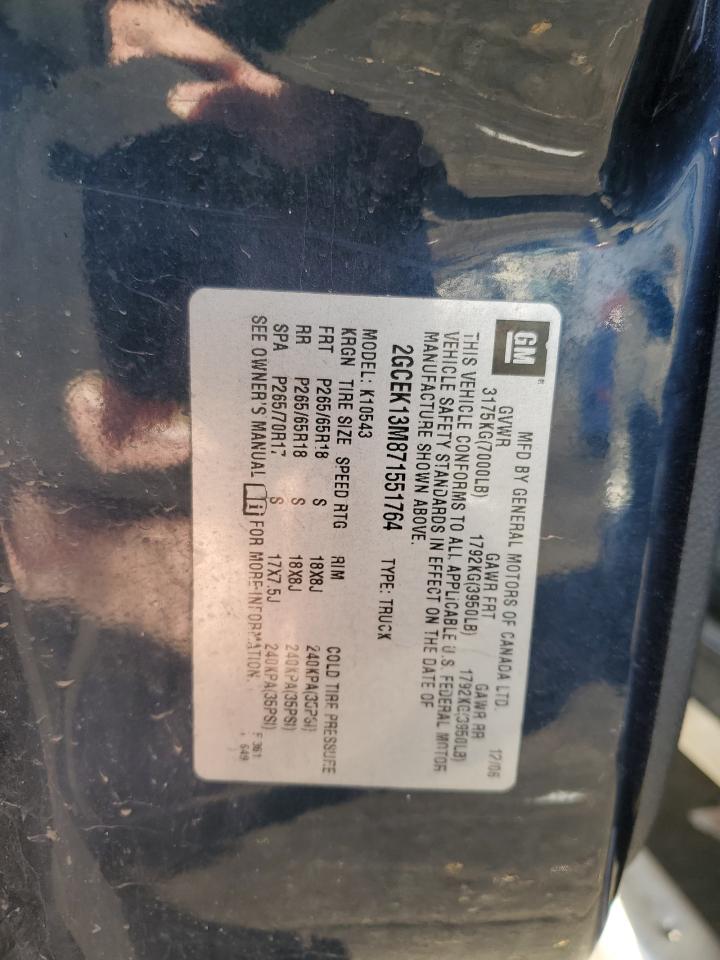 GM®
MFD BY GENERAL MOTORS OF CANADA LTD.
GVWR GAWR FRT GAWR RR 12/06
3175KG(7000LB) 1792KG(3950LB) 1792KG(3950LB)
THIS VEHICLE CONFORMS TO ALL APPLICABLE U.S. FEDERAL MOTOR
VEHICLE SAFETY STANDARDS IN EFFECT ON THE DATE OF
MANUFACTURE SHOWN ABOVE.
2GCEK13M871551764 TYPE: TRUCK
MODEL: K10543
KRGN TIRE SIZE SPEED RTG RIM COLD TIRE PRESSURE
FRT P265/65R18 S 18X8J 240KPA(35PSI)
RR P265/65R18 S 18X8J 240KPA(35PSI)
SPA P265/70R17 S 17X7.5J 240KPA(35PSI)
SEE OWNER'S MANUAL FOR MORE INFORMATION. F 361
649